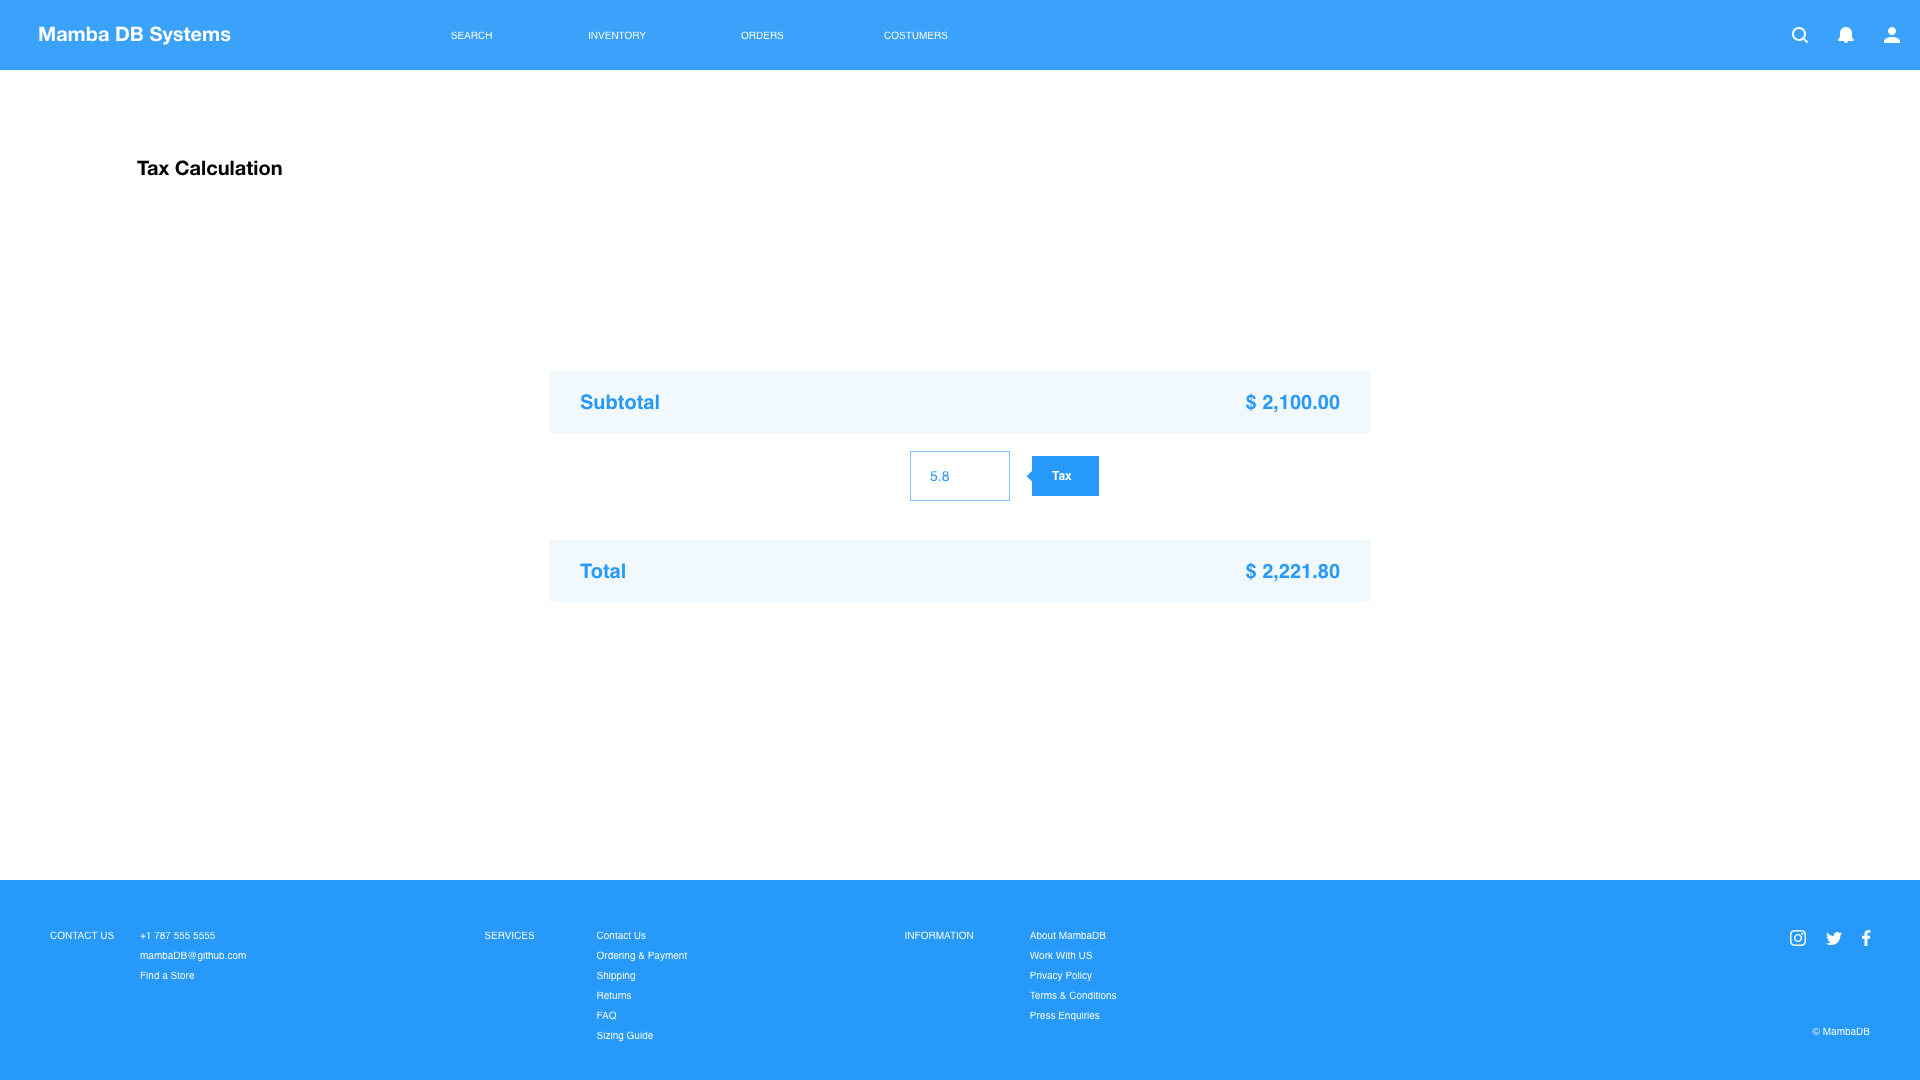 Mamba DB Systems
SEARCH
INVENTORY
ORDERS
COSTUMERS
Tax Calculation
Subtotal
$ 2,100.00
5.8
Tax
Total
$ 2,221.80
CONTACT US
+1 787 555 5555
mambaDB@github.com
Find a Store
SERVICES
Contact Us
Ordering & Payment
Shipping
Returns
FAQ
Sizing Guide
INFORMATION
About MambaDB
Work With US
Privacy Policy
Terms & Conditions
Press Enquiries
© MambaDB